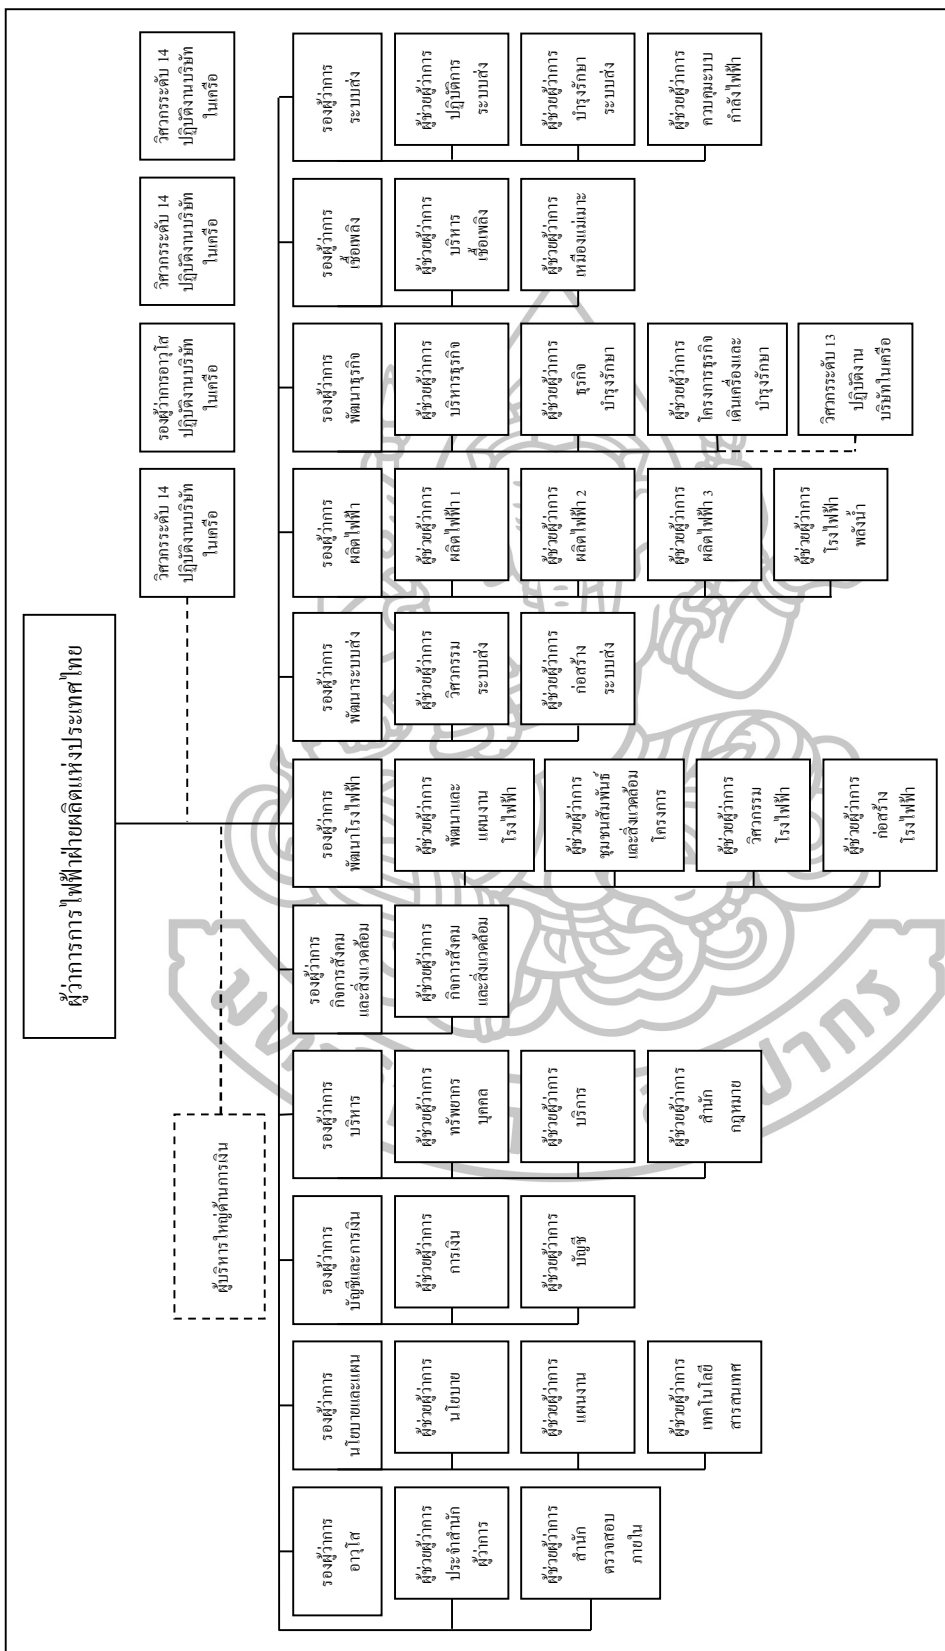 ผู้ว่าการการไฟฟ้าฝ่ายผลิตแห่งประเทศไทย
ผู้บริหารใหญ่ด้านการเงิน
วิศวกรระดับ 14
ปฏิบัติงานบริษัท
ในเครือ
รองผู้ว่าการอาวุโส
ปฏิบัติงานบริษัท
ในเครือ
วิศวกรระดับ 14
ปฏิบัติงานบริษัท
ในเครือ
วิศวกรระดับ 14
ปฏิบัติงานบริษัท
ในเครือ
รองผู้ว่าการ
อาวุโส
ผู้ช่วยผู้ว่าการ
ประจำสำนัก
ผู้ว่าการ
ผู้ช่วยผู้ว่าการ
สำนัก
ตรวจสอบ
ภายใน
รองผู้ว่าการ
นโยบายและแผน
ผู้ช่วยผู้ว่าการ
นโยบาย
ผู้ช่วยผู้ว่าการ
แผนงาน
ผู้ช่วยผู้ว่าการ
เทคโนโลยี
สารสนเทศ
รองผู้ว่าการ
บัญชีและการเงิน
ผู้ช่วยผู้ว่าการ
การเงิน
ผู้ช่วยผู้ว่าการ
บัญชี
รองผู้ว่าการ
บริหาร
ผู้ช่วยผู้ว่าการ
ทรัพยากร
บุคคล
ผู้ช่วยผู้ว่าการ
บริการ
ผู้ช่วยผู้ว่าการ
สำนัก
กฎหมาย
รองผู้ว่าการ
กิจการสังคม
และสิ่งแวดล้อม
ผู้ช่วยผู้ว่าการ
กิจการสังคม
และสิ่งแวดล้อม
รองผู้ว่าการ
พัฒนาโรงไฟฟ้า
ผู้ช่วยผู้ว่าการ
พัฒนาและ
แผนงาน
โรงไฟฟ้า
ผู้ช่วยผู้ว่าการ
ชุมชนสัมพันธ์
และสิ่งแวดล้อม
โครงการ
ผู้ช่วยผู้ว่าการ
วิศวกรรม
โรงไฟฟ้า
ผู้ช่วยผู้ว่าการ
ก่อสร้าง
โรงไฟฟ้า
รองผู้ว่าการ
พัฒนาระบบส่ง
ผู้ช่วยผู้ว่าการ
วิศวกรรม
ระบบส่ง
ผู้ช่วยผู้ว่าการ
ก่อสร้าง
ระบบส่ง
รองผู้ว่าการ
ผลิตไฟฟ้า
ผู้ช่วยผู้ว่าการ
ผลิตไฟฟ้า 1
ผู้ช่วยผู้ว่าการ
ผลิตไฟฟ้า 2
ผู้ช่วยผู้ว่าการ
ผลิตไฟฟ้า 3
ผู้ช่วยผู้ว่าการ
โรงไฟฟ้า
พลังน้ำ
รองผู้ว่าการ
พัฒนาธุรกิจ
ผู้ช่วยผู้ว่าการ
บริหารธุรกิจ
ผู้ช่วยผู้ว่าการ
ธุรกิจ
บำรุงรักษา
ผู้ช่วยผู้ว่าการ
โครงการธุรกิจ
เดินเครื่องและ
บำรุงรักษา
วิศวกรระดับ 13
ปฏิบัติงาน
บริษัทในเครือ
รองผู้ว่าการ
เชื้อเพลิง
ผู้ช่วยผู้ว่าการ
บริหาร
เชื้อเพลิง
ผู้ช่วยผู้ว่าการ
เหมืองแม่เมาะ
รองผู้ว่าการ
ระบบส่ง
ผู้ช่วยผู้ว่าการ
ปฏิบัติการ
ระบบส่ง
ผู้ช่วยผู้ว่าการ
บำรุงรักษา
ระบบส่ง
ผู้ช่วยผู้ว่าการ
ควบคุมระบบ
กำลังไฟฟ้า